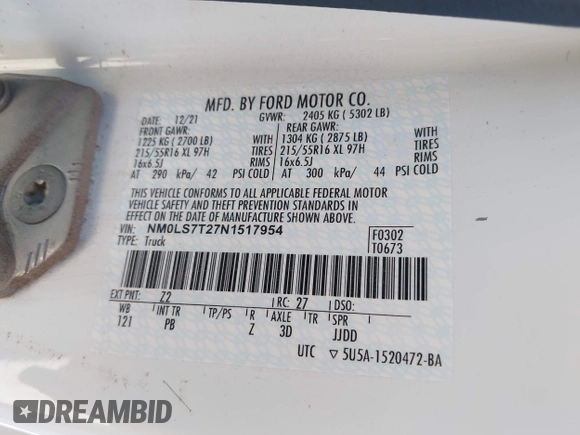 MFD. BY FORD MOTOR CO.
DATE: 12/21 GVWR: 2405 KG ( 5302 LB)
FRONT GAWR: REAR GAWR:
1225 KG ( 2700 LB) WITH 1304 KG ( 2875 LB) WITH
215/55R16 XL 97H TIRES 215/55R16 XL 97H TIRES
16x6.5J RIMS 16x6.5J RIMS
AT 290 kPa/ 42 PSI COLD AT 300 kPa/ 44 PSI COLD
THIS VEHICLE CONFORMS TO ALL APPLICABLE FEDERAL MOTOR
VEHICLE SAFETY AND THEFT PREVENTION STANDARDS IN
EFFECT ON THE DATE OF MANUFACTURE SHOWN ABOVE.
VIN: NM0LS7T27N1517954 F0302
TYPE: Truck T0673
EXT PNT: Z2 RC: 27 DSO:
WB INT TR TP/PS R AXLE TR SPR
121 PB Z 3D JJDD
UTC ▽ 5U5A-1520472-BA
DREAMBID